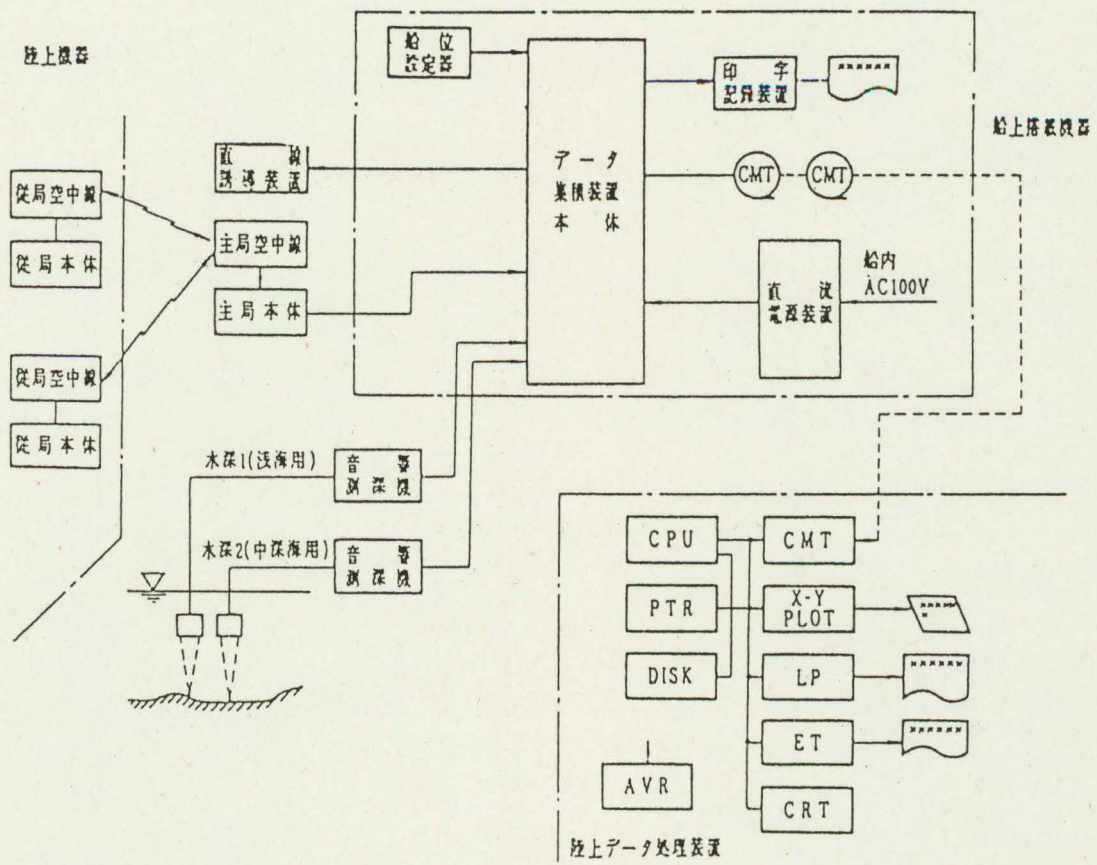 陸上機器
船位
設定器
データ
集積装置
本体
印字
記録装置
船上搭載機器
直線
誘導装置
CMT
CMT
従局空中線
従局本体
主局空中線
主局本体
船内
AC100V
直流
電源装置
従局空中線
従局本体
水深1(浅海用)
音響
測深機
水深2(中深海用)
音響
測深機
CPU
CMT
PTR
X-Y
PLOT
DISK
LP
ET
AVR
CRT
陸上データ処理装置